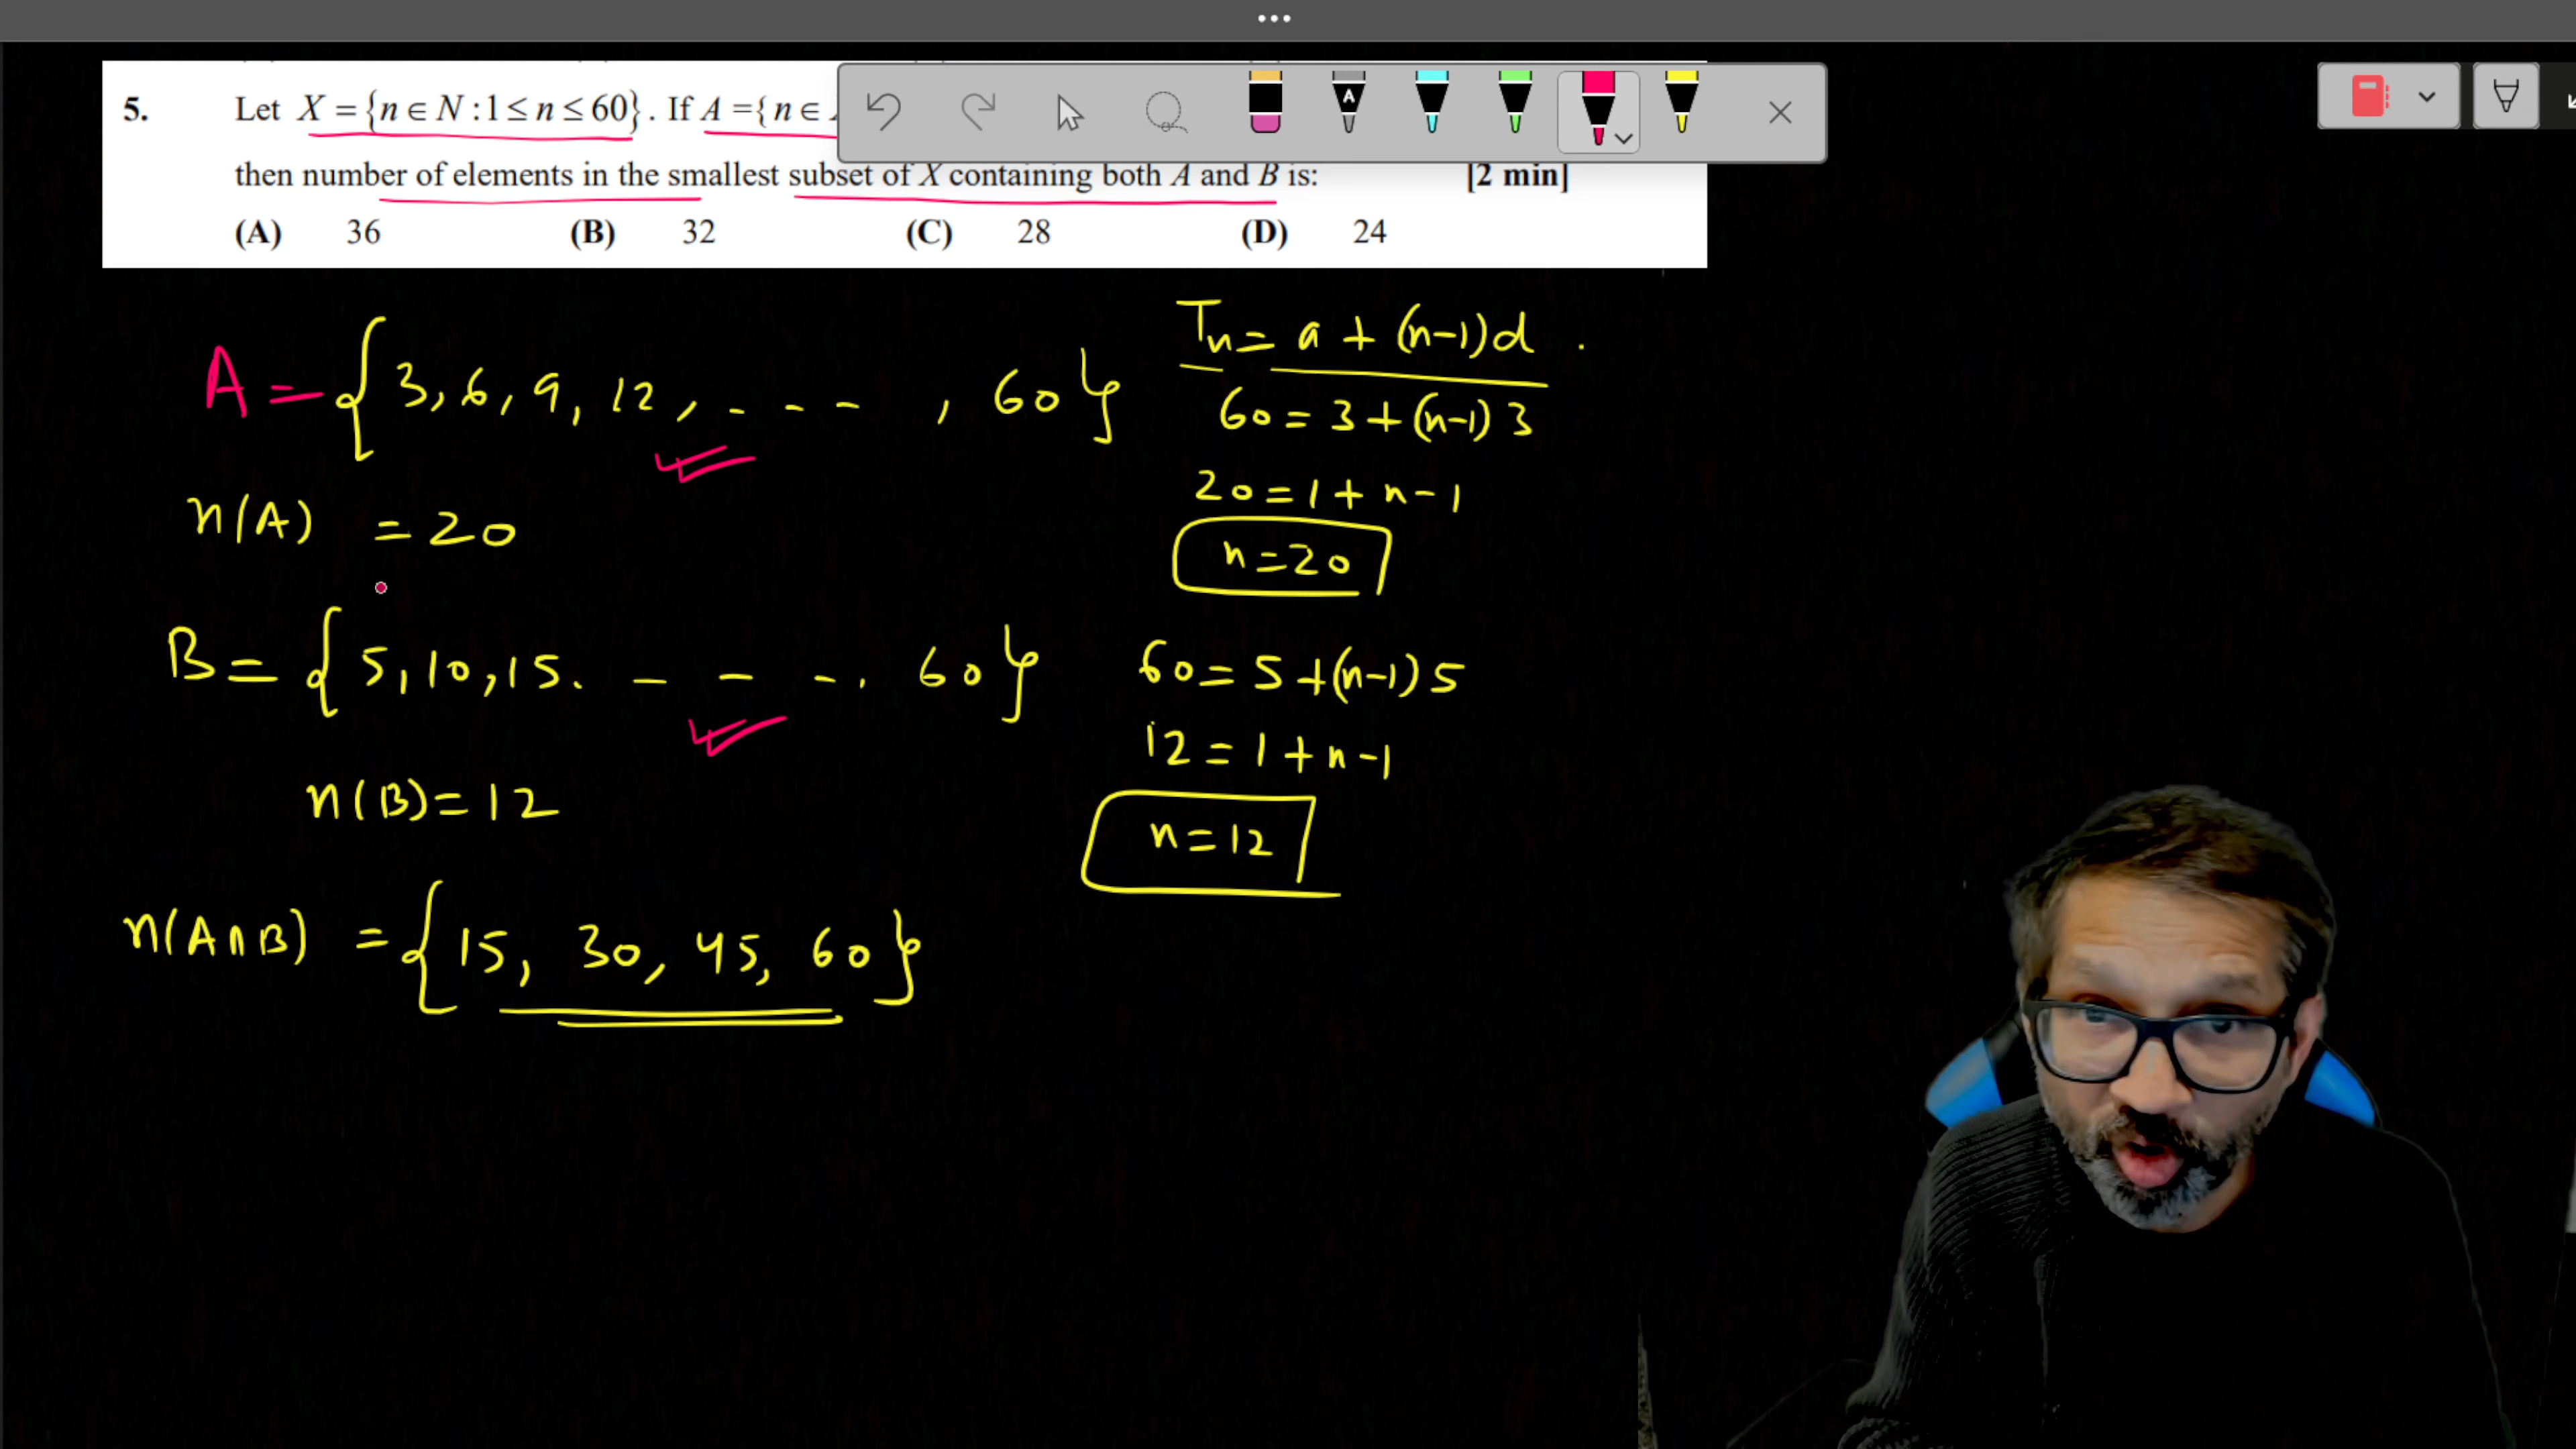 5. Let X = {n ∈ N : 1 ≤ n ≤ 60}. If A = {n ∈
then number of elements in the smallest subset of X containing both A and B is: [2 min]
(A) 36 (B) 32 (C) 28 (D) 24
A = {3, 6, 9, 12, - - - , 60}
n(A) = 20
B = {5, 10, 15. - - -. 60}
n(B) = 12
n(A∩B) = {15, 30, 45, 60}
Tn = a + (n-1)d .
60 = 3 + (n-1) 3
20 = 1 + n - 1
n = 20
60 = 5 + (n-1) 5
12 = 1 + n - 1
n = 12
A